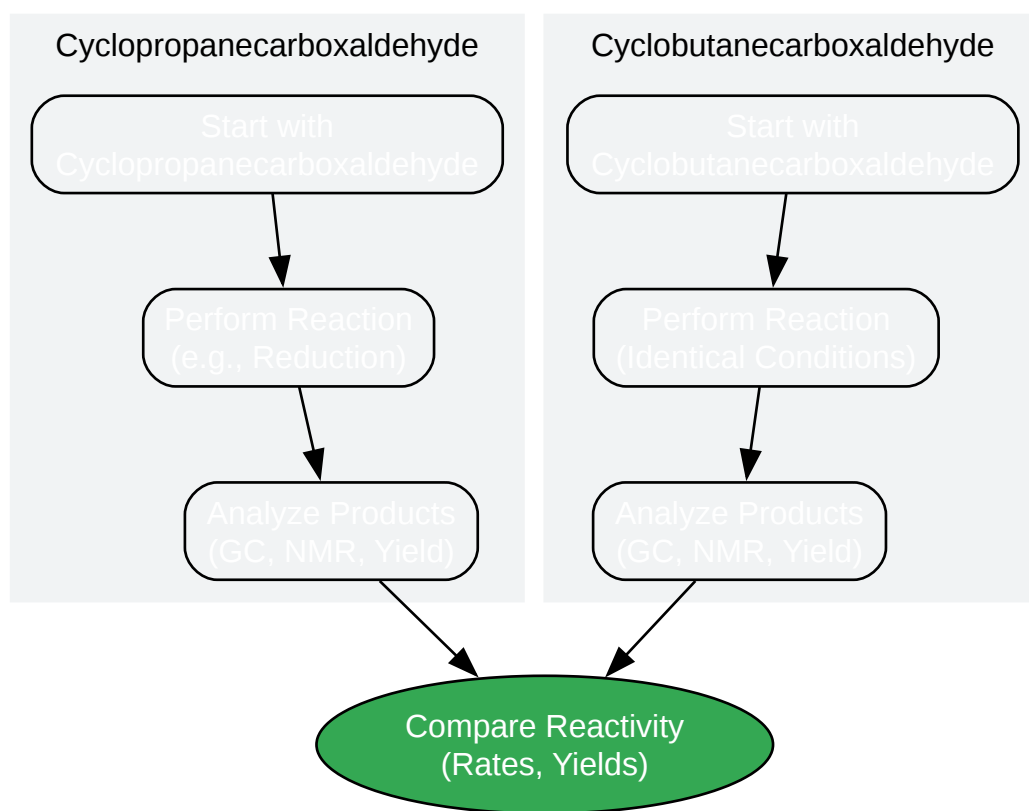 Cyclopropanecarboxaldehyde
Start with
Cyclopropanecarboxaldehyde
Perform Reaction
(e.g., Reduction)
Analyze Products
(GC, NMR, Yield)
Cyclobutanecarboxaldehyde
Start with
Cyclobutanecarboxaldehyde
Perform Reaction
(Identical Conditions)
Analyze Products
(GC, NMR, Yield)
Compare Reactivity
(Rates, Yields)